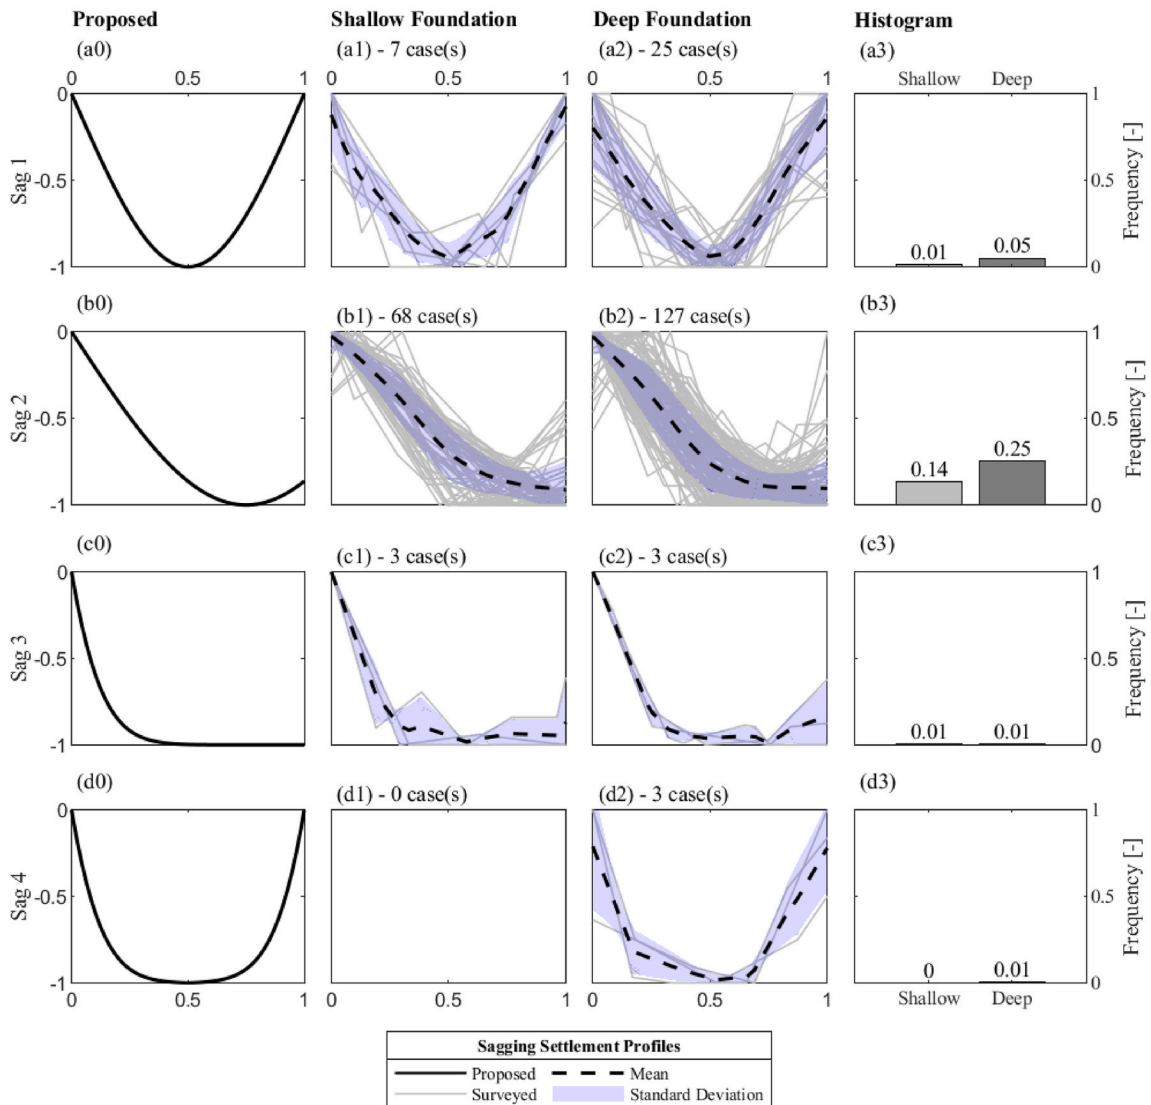 Proposed Shallow Foundation Deep Foundation Histogram
(a0) (a1) - 7 case(s) (a2) - 25 case(s) (a3)
0 0.5 1 0 0.5 1 0 0.5 1 Shallow Deep
0 -0.5 -1 Sag 1 0.01 0.05 1 0.5 0 Frequency [-]
(b0) (b1) - 68 case(s) (b2) - 127 case(s) (b3)
0 -0.5 -1 Sag 2 0.14 0.25 1 0.5 0 Frequency [-]
(c0) (c1) - 3 case(s) (c2) - 3 case(s) (c3)
0 -0.5 -1 Sag 3 0.01 0.01 1 0.5 0 Frequency [-]
(d0) (d1) - 0 case(s) (d2) - 3 case(s) (d3)
0 -0.5 -1 Sag 4 0 0.01 1 0.5 0 Frequency [-]
0 0.5 1 0 0.5 1 0 0.5 1 Shallow Deep
Sagging Settlement Profiles
Proposed Mean
Surveyed Standard Deviation